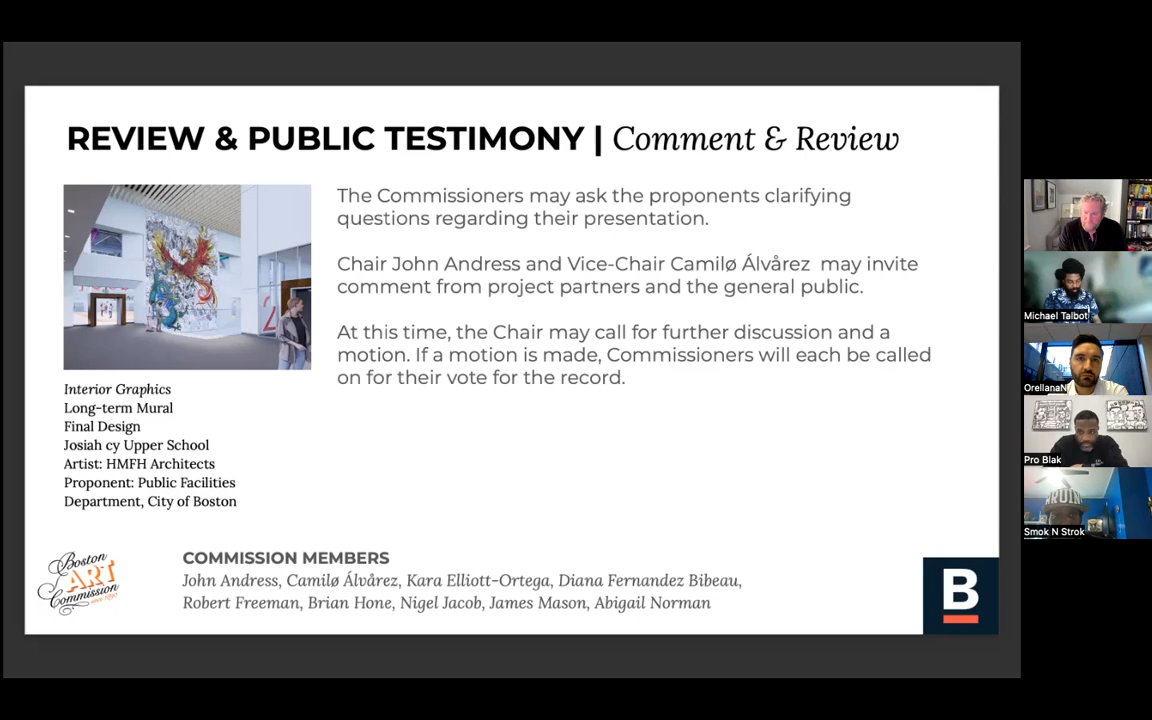 REVIEW & PUBLIC TESTIMONY | Comment & Review
The Commissioners may ask the proponents clarifying
questions regarding their presentation.
Chair John Andress and Vice-Chair Camilø Álvårez may invite
comment from project partners and the general public.
At this time, the Chair may call for further discussion and a
motion. If a motion is made, Commissioners will each be called
on for their vote for the record.
Interior Graphics
Long-term Mural
Final Design
Josiah cy Upper School
Artist: HMFH Architects
Proponent: Public Facilities
Department, City of Boston
Boston
ART
Commission
COMMISSION MEMBERS
John Andress, Camilø Álvårez, Kara Elliott-Ortega, Diana Fernandez Bibeau,
Robert Freeman, Brian Hone, Nigel Jacob, James Mason, Abigail Norman
B
Michael Talbot
OrellanaN
Pro Blak
Smok N Strok